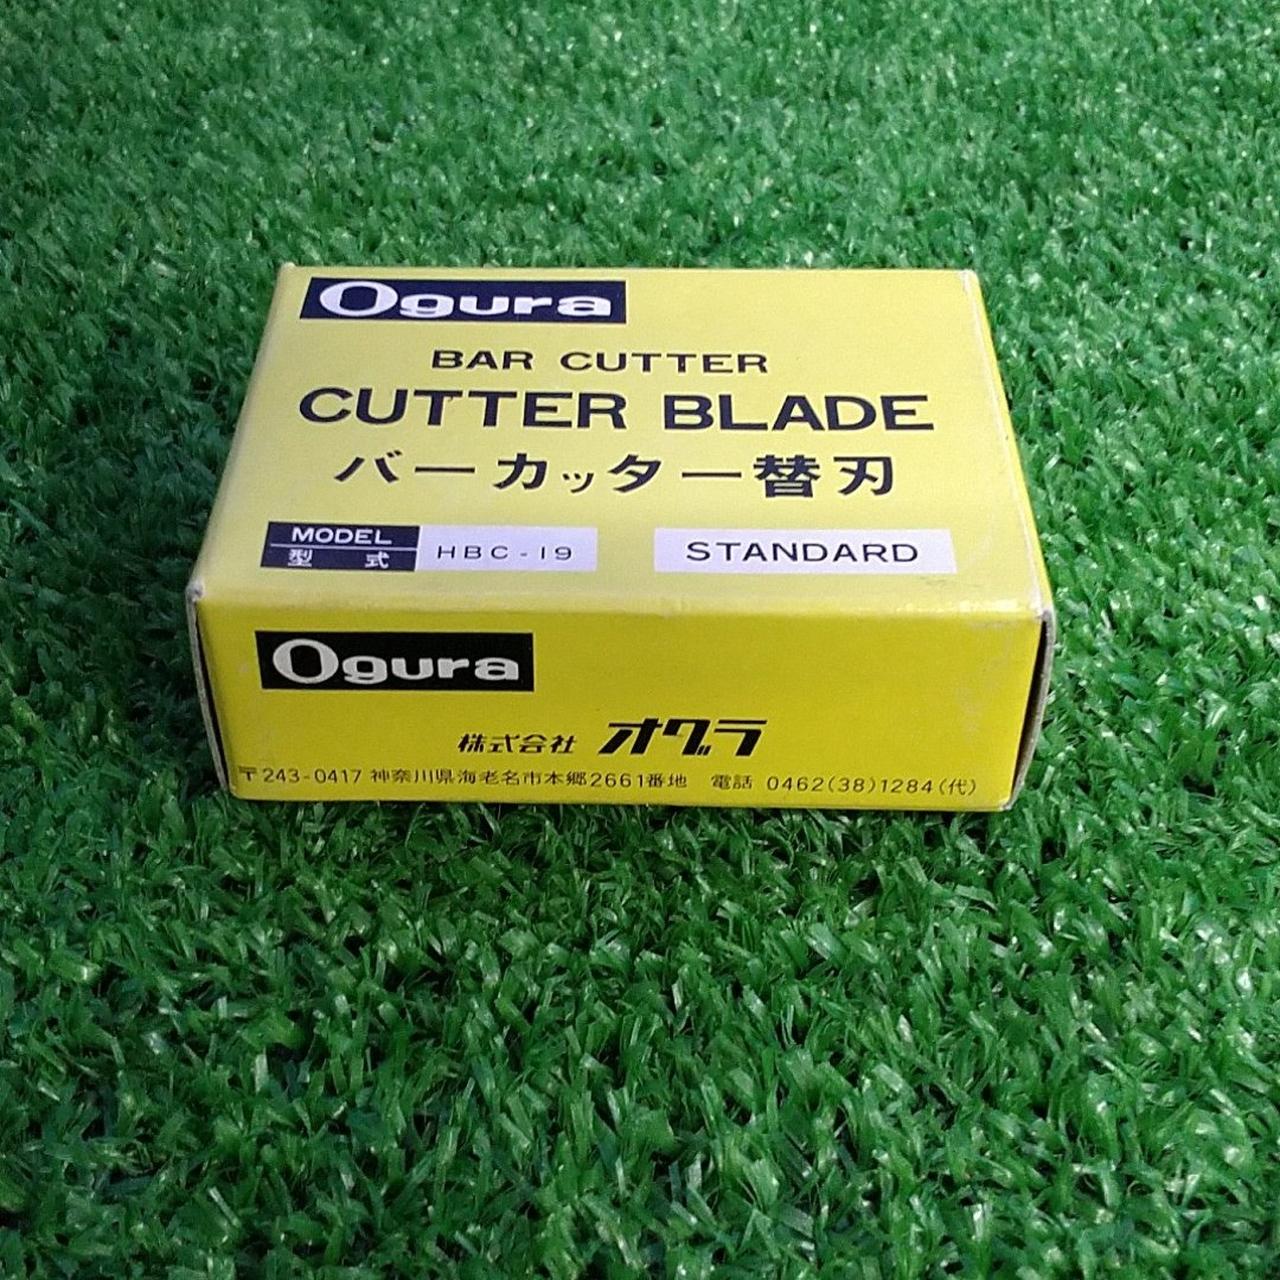 Ogura
BAR CUTTER
CUTTER BLADE
バーカッター替刃
MODEL
型式
HBC-19
STANDARD
Ogura
株式会社 オグラ
〒243-0417 神奈川県海老名市本郷2661番地 電話 0462(38)1284(代)